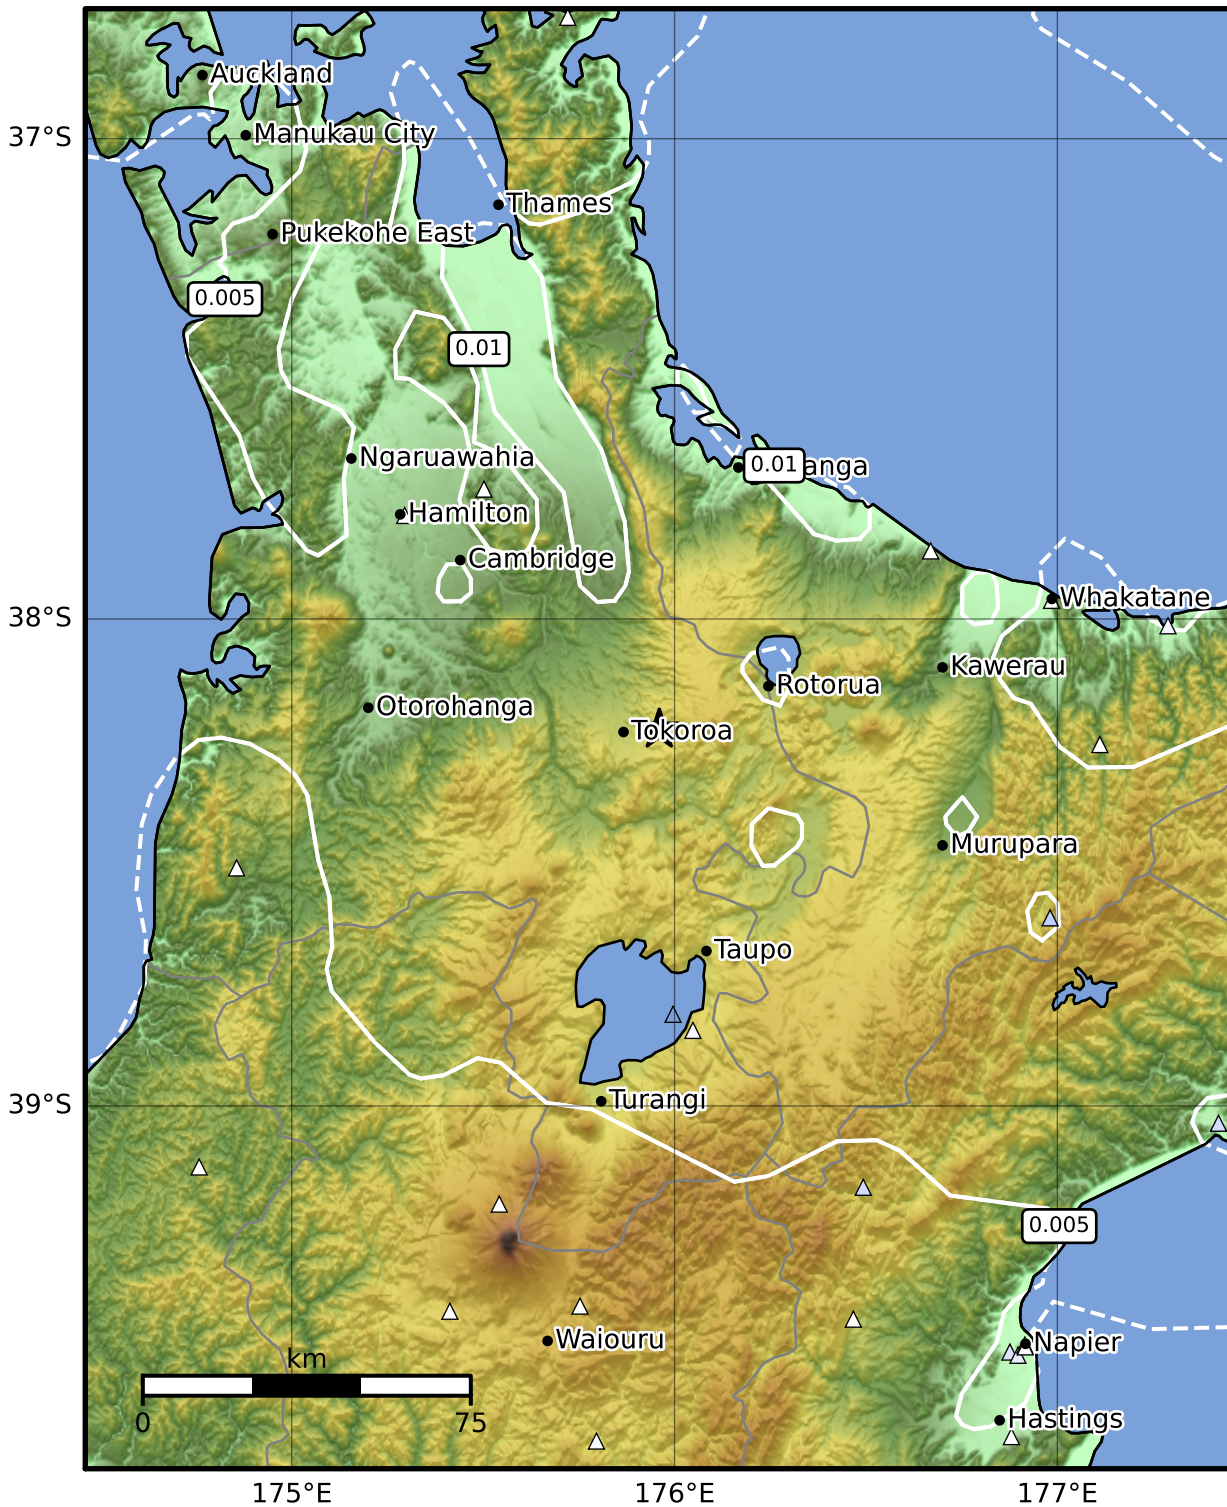 Auckland
Manukau City
37°S
Thames
Pukekohe East
0.005
0.01
Ngaruawahia
0.01
anga
Hamilton
Cambridge
Whakatane
38°S
Kawerau
Rotorua
Otorohanga
Tokoroa
Murupara
Taupo
Turangi
39°S
0.005
Waiouru
Napier
km
0
75
Hastings
175°E
176°E
177°E